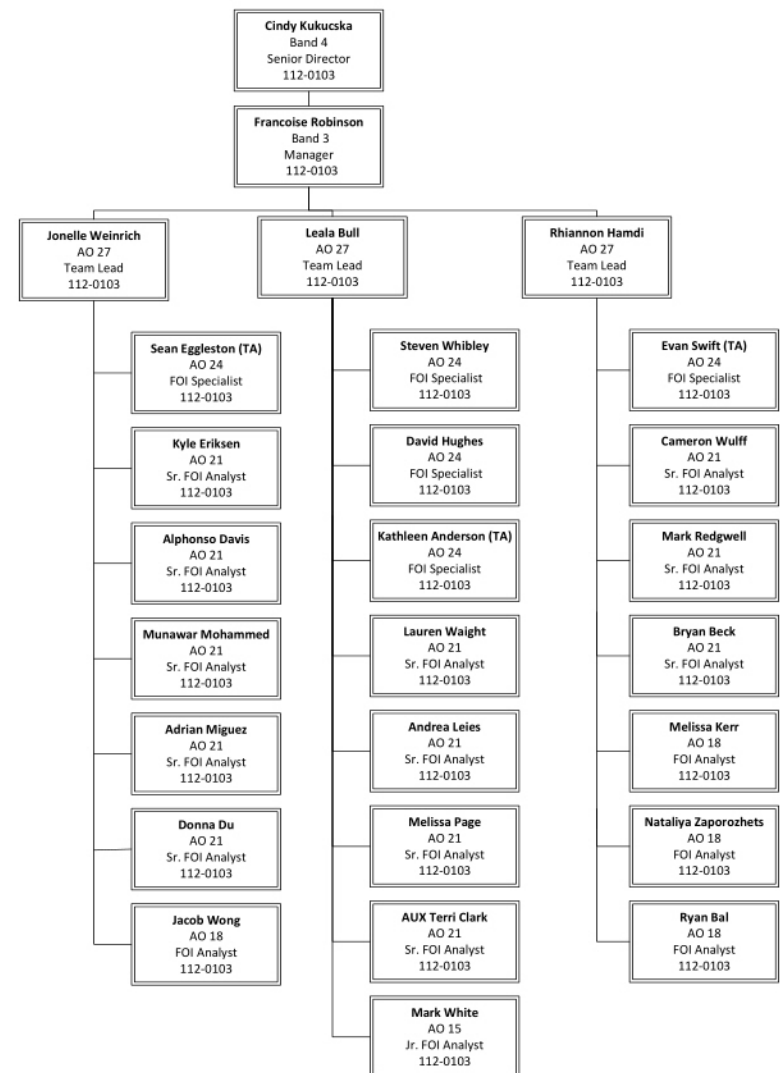 Cindy Kukucska
Band 4
Senior Director
112-0103
Francoise Robinson
Band 3
Manager
112-0103
Jonelle Weinrich
AO 27
Team Lead
112-0103
Sean Eggleston (TA)
AO 24
FOI Specialist
112-0103
Kyle Eriksen
AO 21
Sr. FOI Analyst
112-0103
Alphonso Davis
AO 21
Sr. FOI Analyst
112-0103
Munawar Mohammed
AO 21
Sr. FOI Analyst
112-0103
Adrian Miguez
AO 21
Sr. FOI Analyst
112-0103
Donna Du
AO 21
Sr. FOI Analyst
112-0103
Jacob Wong
AO 18
FOI Analyst
112-0103
Leala Bull
AO 27
Team Lead
112-0103
Steven Whibley
AO 24
FOI Specialist
112-0103
David Hughes
AO 24
FOI Specialist
112-0103
Kathleen Anderson (TA)
AO 24
FOI Specialist
112-0103
Lauren Waight
AO 21
Sr. FOI Analyst
112-0103
Andrea Leies
AO 21
Sr. FOI Analyst
112-0103
Melissa Page
AO 21
Sr. FOI Analyst
112-0103
AUX Terri Clark
AO 21
Sr. FOI Analyst
112-0103
Mark White
AO 15
Jr. FOI Analyst
112-0103
Rhiannon Hamdi
AO 27
Team Lead
112-0103
Evan Swift (TA)
AO 24
FOI Specialist
112-0103
Cameron Wulff
AO 21
Sr. FOI Analyst
112-0103
Mark Redgwell
AO 21
Sr. FOI Analyst
112-0103
Bryan Beck
AO 21
Sr. FOI Analyst
112-0103
Melissa Kerr
AO 18
FOI Analyst
112-0103
Nataliya Zaporozhets
AO 18
FOI Analyst
112-0103
Ryan Bal
AO 18
FOI Analyst
112-0103